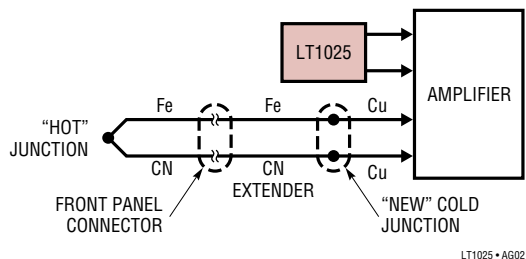 LT1025
AMPLIFIER
Fe
Fe
Cu
“HOT”
JUNCTION
CN
CN
Cu
EXTENDER
FRONT PANEL
CONNECTOR
“NEW” COLD
JUNCTION
LT1025 • AG02